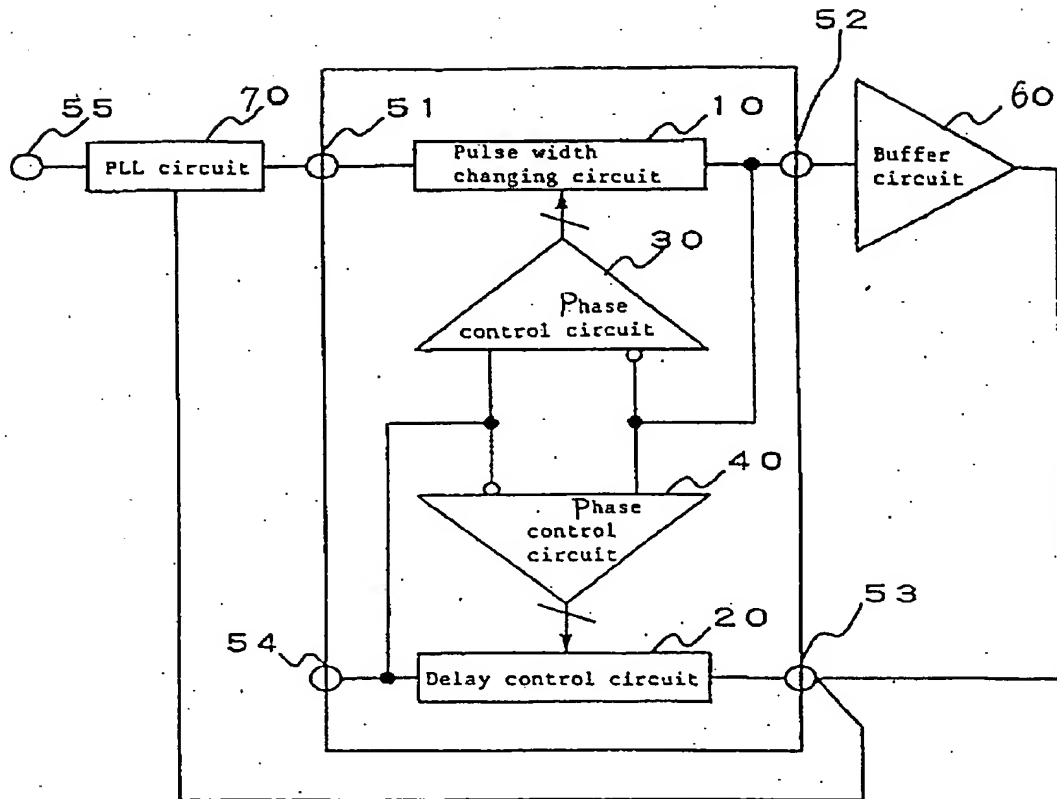 52
70
55
51
10
60
PLL circuit
Pulse width
changing circuit
Buffer
circuit
30
Phase
control circuit
40
Phase
control
circuit
53
20
54
Delay control circuit